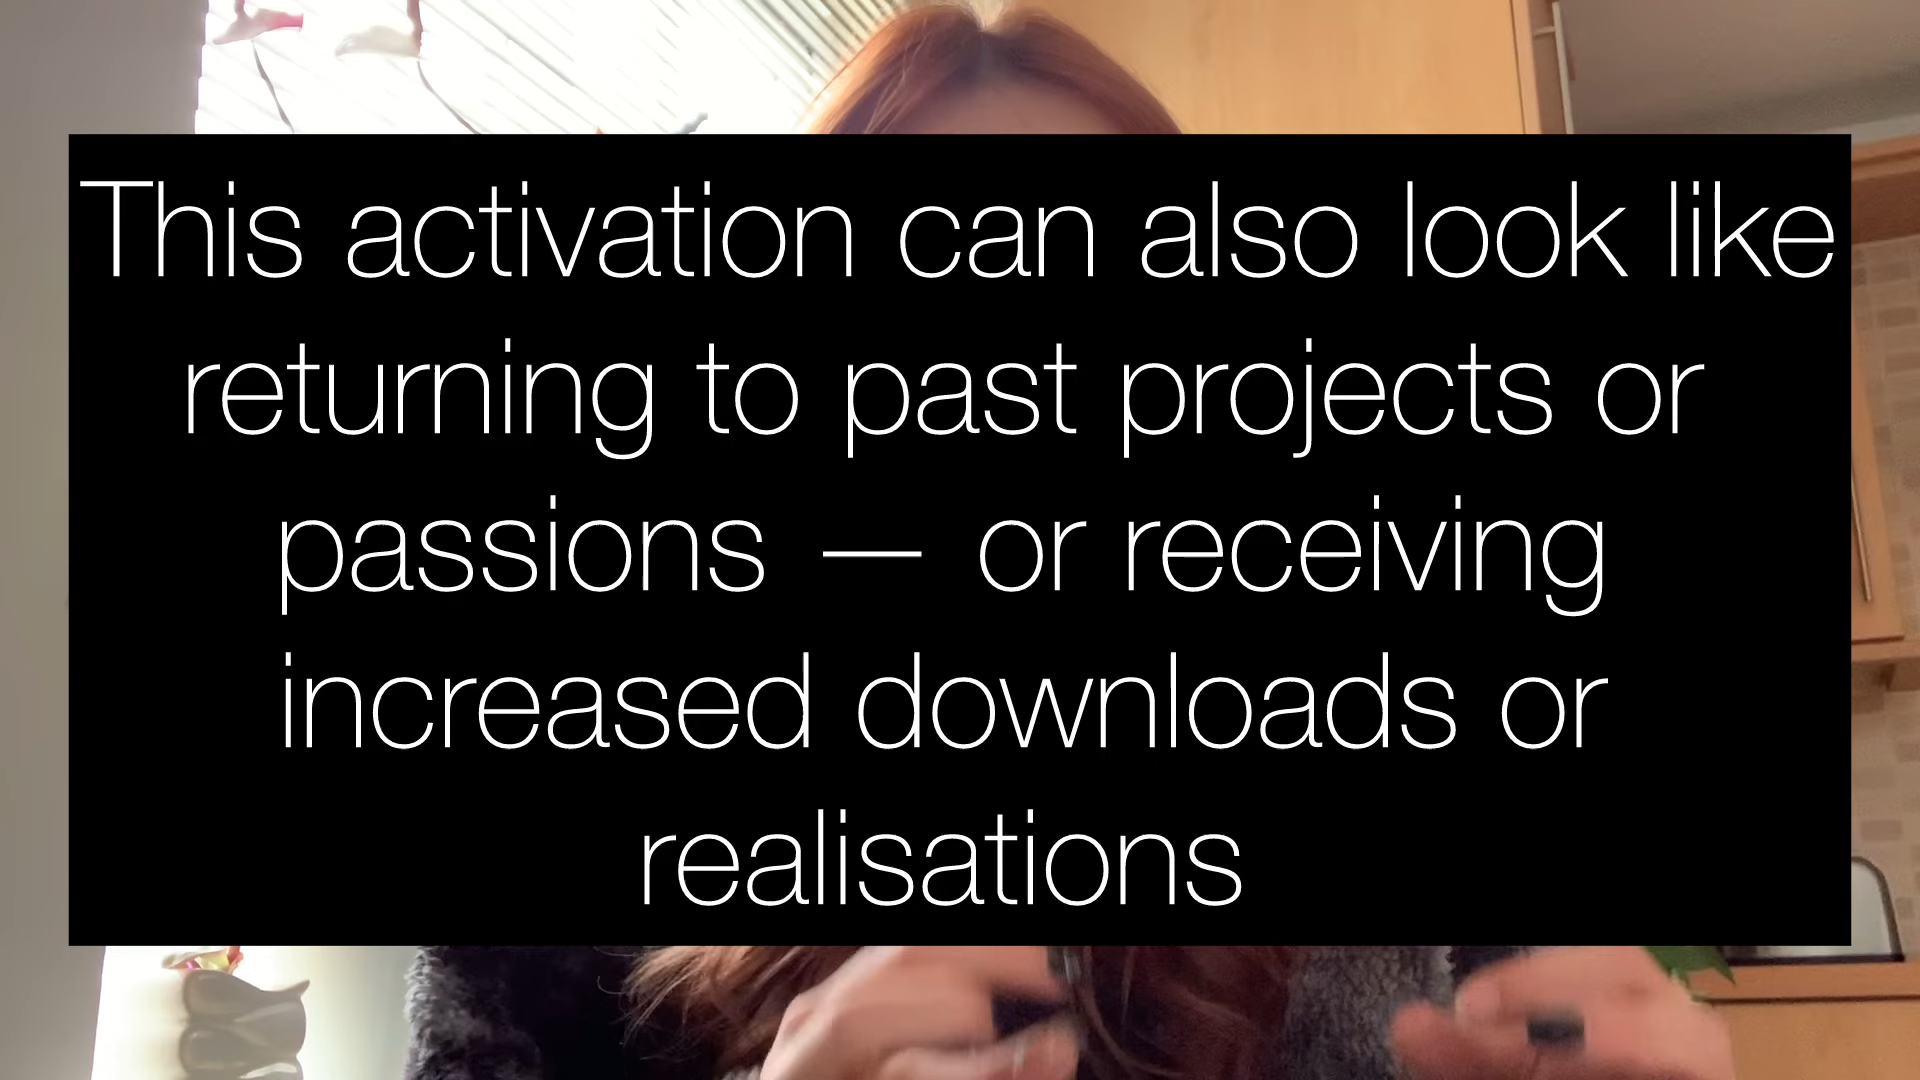 This activation can also look like
returning to past projects or
passions — or receiving
increased downloads or
realisations